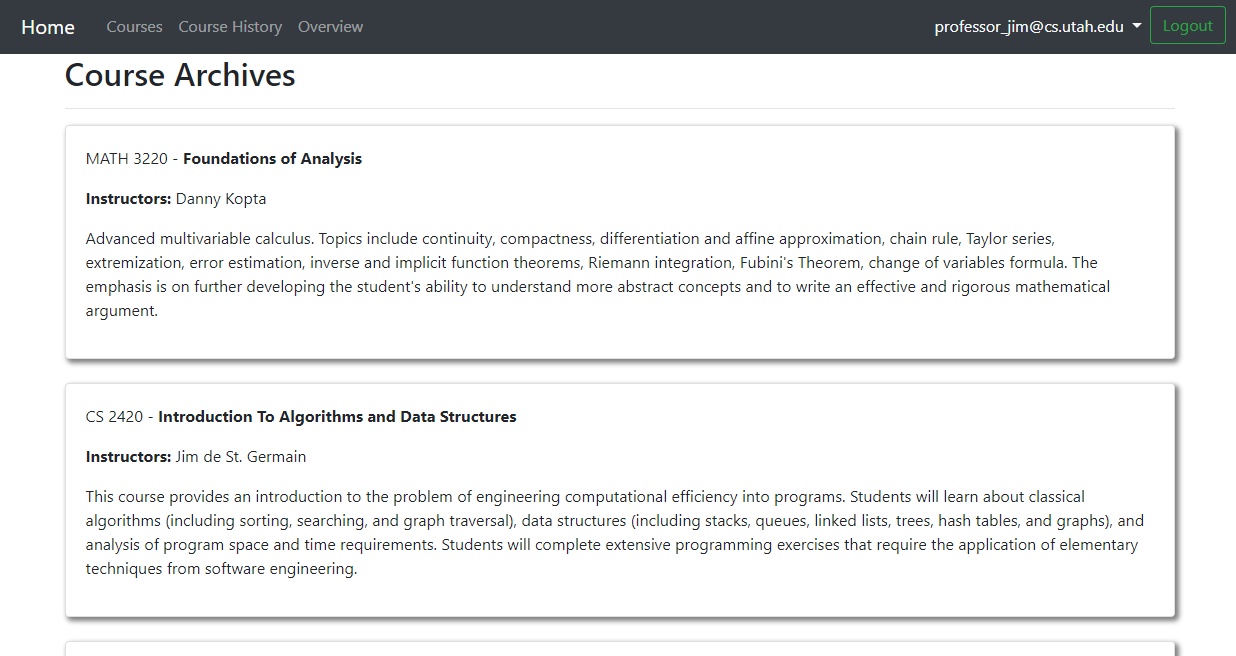 Home Courses Course History Overview professor_jim@cs.utah.edu Logout
Course Archives
MATH 3220 - Foundations of Analysis
Instructors: Danny Kopta
Advanced multivariable calculus. Topics include continuity, compactness, differentiation and affine approximation, chain rule, Taylor series,
extremization, error estimation, inverse and implicit function theorems, Riemann integration, Fubini's Theorem, change of variables formula. The
emphasis is on further developing the student's ability to understand more abstract concepts and to write an effective and rigorous mathematical
argument.
CS 2420 - Introduction To Algorithms and Data Structures
Instructors: Jim de St. Germain
This course provides an introduction to the problem of engineering computational efficiency into programs. Students will learn about classical
algorithms (including sorting, searching, and graph traversal), data structures (including stacks, queues, linked lists, trees, hash tables, and graphs), and
analysis of program space and time requirements. Students will complete extensive programming exercises that require the application of elementary
techniques from software engineering.